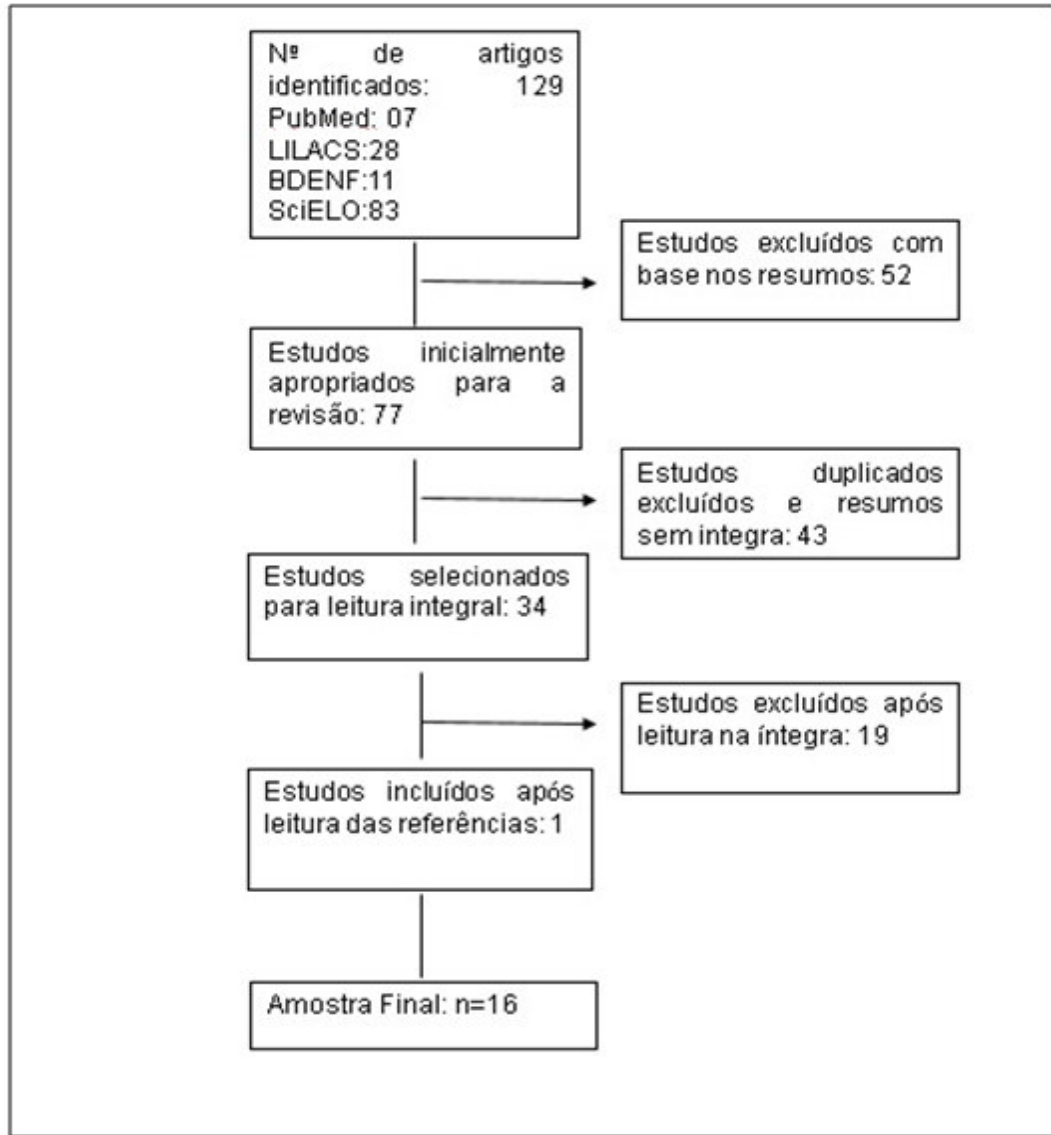 Nº de artigos
identificados: 129
PubMed: 07
LILACS:28
BDENF:11
SciELO:83
Estudos excluídos com
base nos resumos: 52
Estudos inicialmente
apropriados para a
revisão: 77
Estudos duplicados
excluídos e resumos
sem integra: 43
Estudos selecionados
para leitura integral: 34
Estudos excluídos após
leitura na íntegra: 19
Estudos incluídos após
leitura das referências: 1
Amostra Final: n=16